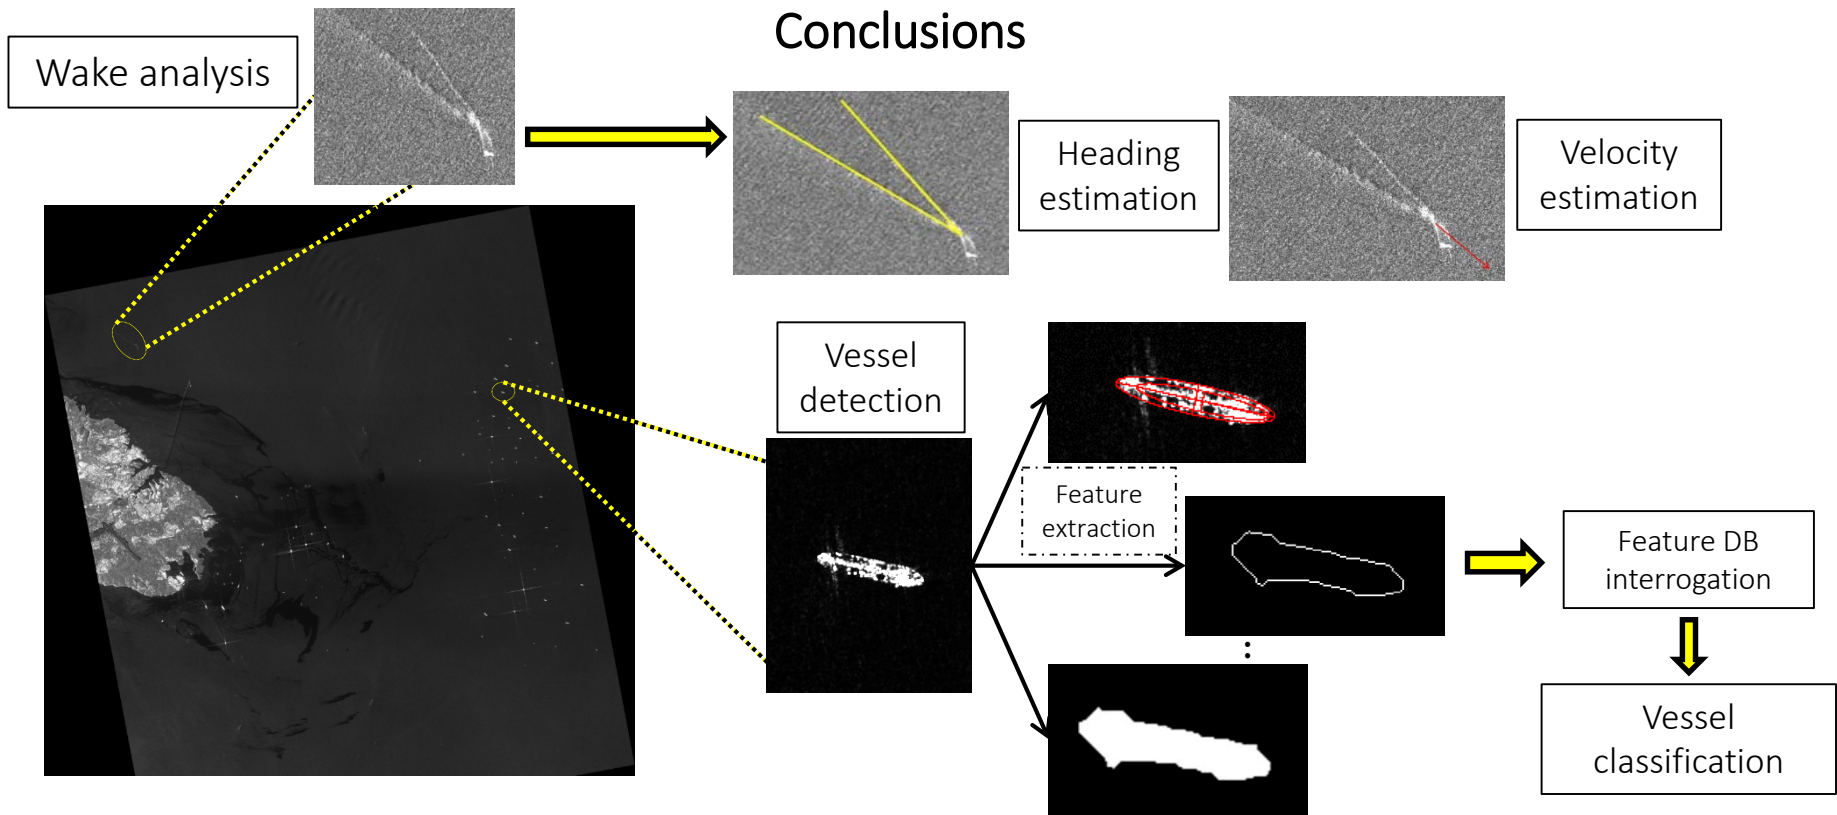 Conclusions
Wake analysis
Heading
estimation
Velocity
estimation
Vessel
detection
Feature
extraction
Feature DB
interrogation
Vessel
classification